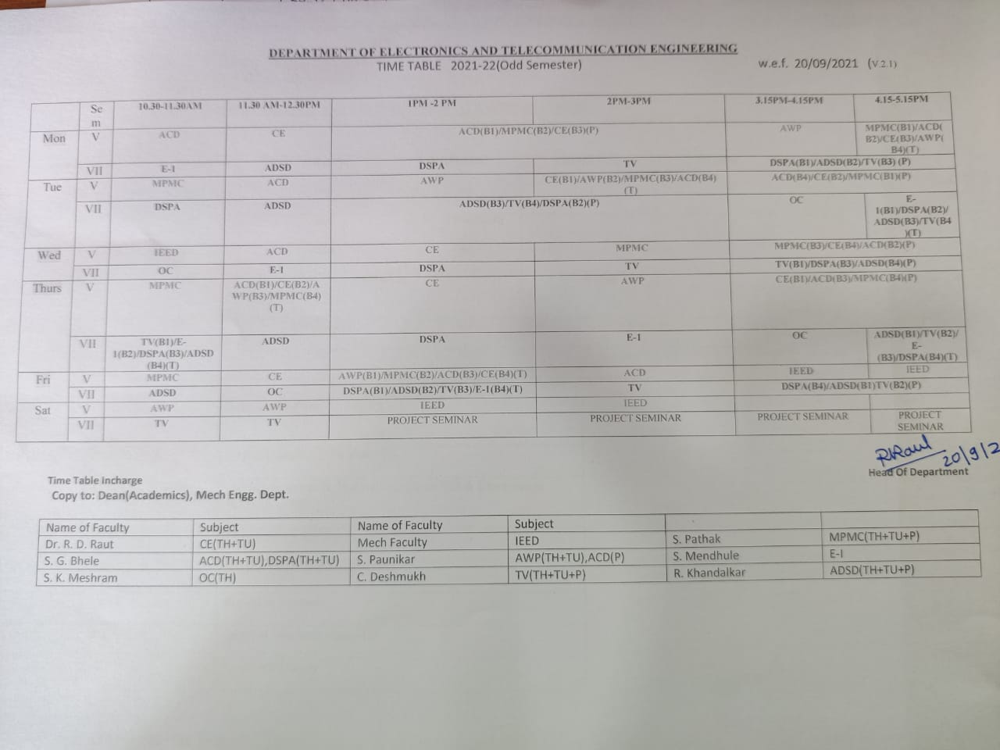 DEPARTMENT OF ELECTRONICS AND TELECOMMUNICATION ENGINEERING
TIME TABLE 2021-22(Odd Semester) w.e.f. 20/09/2021 (V.2.1)
Sem 10.30-11.30AM 11.30 AM-12.30PM 1PM -2 PM 2PM-3PM 3.15PM-4.15PM 4.15-5.15PM
Mon V ACD CE ACD(B1)/MPMC(B2)/CE(B3)(P) AWP MPMC(B1)/ACD(B2)/CE(B3)/AWP(B4)(T)
VII E-1 ADSD DSPA TV DSPA(B1)/ADSD(B2)/TV(B3) (P)
Tue V MPMC ACD AWP CE(B1)/AWP(B2)/MPMC(B3)/ACD(B4)(T) ACD(B4)/CE(B2)/MPMC(B1)(P)
VII DSPA ADSD ADSD(B3)/TV(B4)/DSPA(B2)(P) OC E-1(B1)/DSPA(B2)/ADSD(B3)/TV(B4)(T)
Wed V IEED ACD CE MPMC MPMC(B3)/CE(B4)/ACD(B2)(P)
VII OC E-1 DSPA TV TV(B1)/DSPA(B3)/ADSD(B4)(P)
Thurs V MPMC ACD(B1)/CE(B2)/AWP(B3)/MPMC(B4)(T) CE AWP CE(B1)/ACD(B3)/MPMC(B4)(P)
VII TV(B1)/E-1(B2)/DSPA(B3)/ADSD(B4)(T) ADSD DSPA E-1 OC ADSD(B1)/TV(B2)/E-(B3)/DSPA(B4)(T)
Fri V MPMC CE AWP(B1)/MPMC(B2)/ACD(B3)/CE(B4)(T) ACD IEED IEED
VII ADSD OC DSPA(B1)/ADSD(B2)/TV(B3)/E-1(B4)(T) TV DSPA(B4)/ADSD(B1)TV(B2)(P)
Sat V AWP AWP IEED IEED
VII TV TV PROJECT SEMINAR PROJECT SEMINAR PROJECT SEMINAR PROJECT SEMINAR
RRaut 20/9/2
Time Table Incharge Head Of Department
Copy to: Dean(Academics), Mech Engg. Dept.
Name of Faculty Subject Name of Faculty Subject
Dr. R. D. Raut CE(TH+TU) Mech Faculty IEED S. Pathak MPMC(TH+TU+P)
S. G. Bhele ACD(TH+TU),DSPA(TH+TU) S. Paunikar AWP(TH+TU),ACD(P) S. Mendhule E-I
S. K. Meshram OC(TH) C. Deshmukh TV(TH+TU+P) R. Khandalkar ADSD(TH+TU+P)